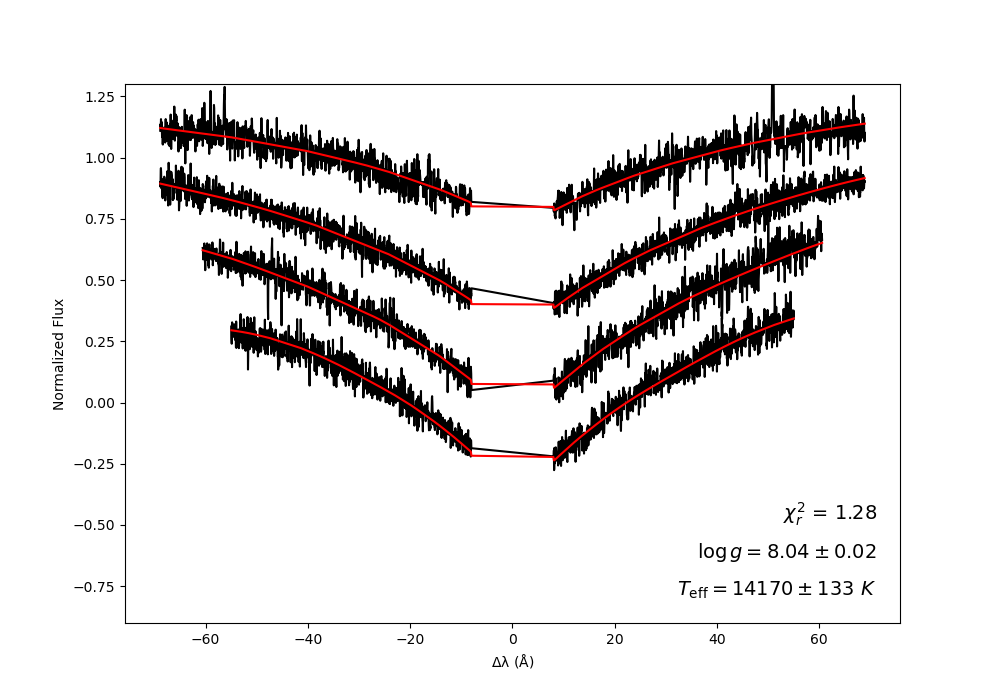 1.25
1.00
0.75
0.50
0.25
0.00
−0.25
−0.50
−0.75
Normalized Flux
χ²ᵣ = 1.28
log g = 8.04 ± 0.02
T_eff = 14170 ± 133 K
−60 −40 −20 0 20 40 60
Δλ (Å)